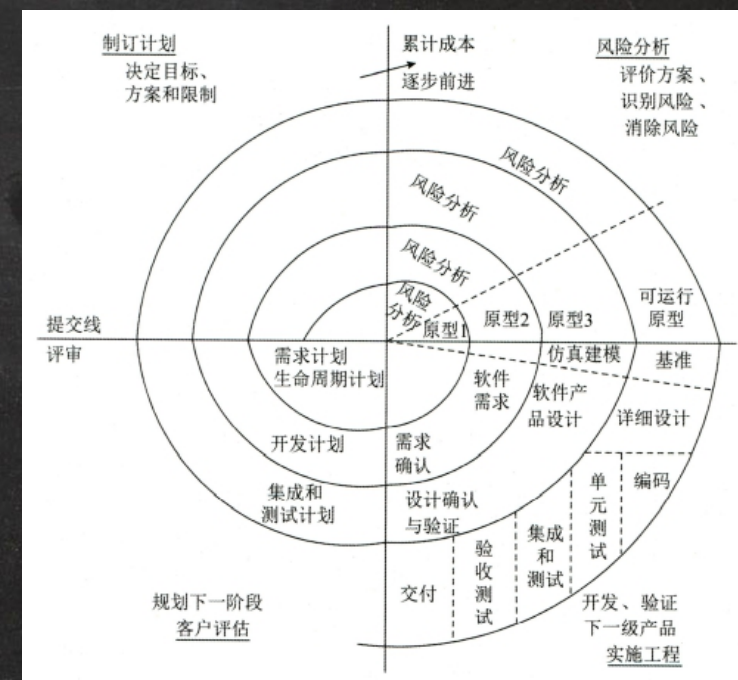 制订计划
决定目标、
方案和限制
累计成本
逐步前进
风险分析
评价方案、
识别风险、
消除风险
风险分析
风险分析
风险分析
风险
分析
原型1
原型2
原型3
可运行
原型
提交线
评审
需求计划
生命周期计划
仿真建模
基准
软件
需求
软件产
品设计
详细设计
开发计划
需求
确认
集成和
测试计划
设计确认
与验证
单
元
测
试
编码
集成
和
测试
验
收
测
试
交付
规划下一阶段
客户评估
开发、验证
下一级产品
实施工程